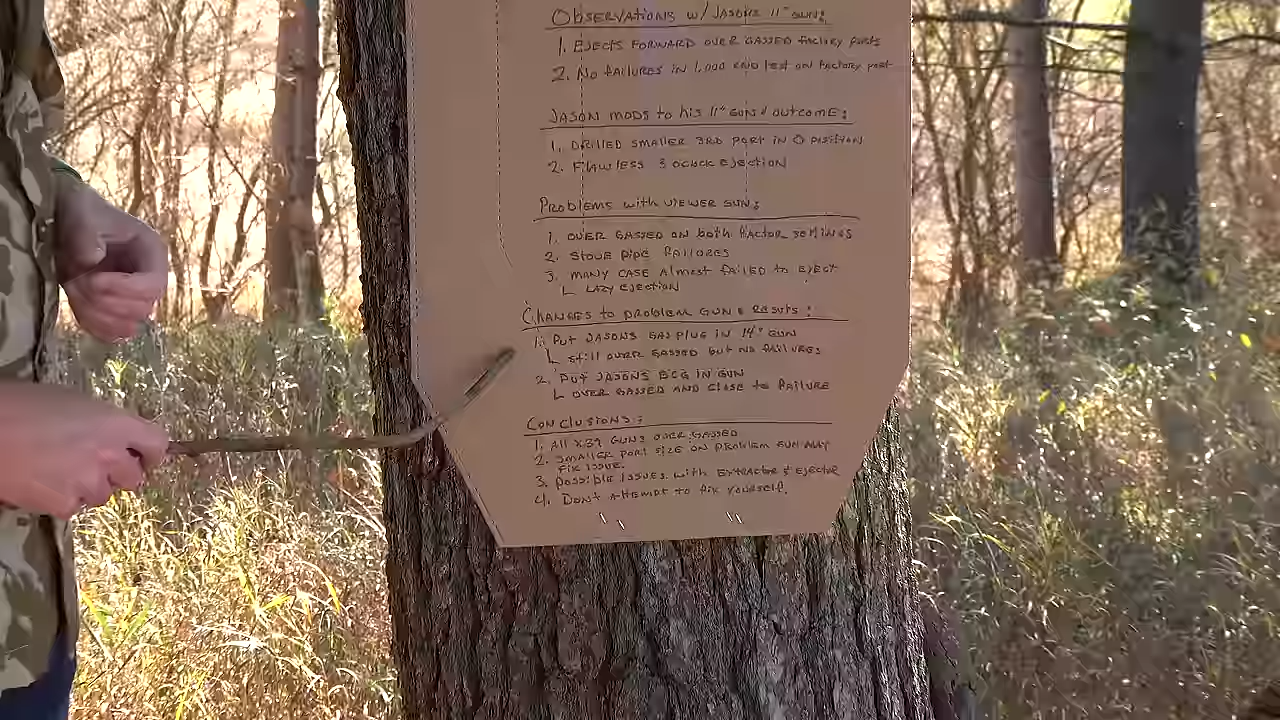 OBSERVATIONS w/ JASONS 11" GUN:
1. EJECTS FORWARD OVER GASSED factory ports
2. No failures in 1,000 RND test on factory port
JASON MODS to his 11" GUN & OUTCOME:
1. DRILLED SMALLER 3RD PORT IN O POSITION
2. FLAWLESS 3 OCLOCK EJECTION
Problems with VIEWER GUN:
1. OVER GASSED ON both FACTOR SETTINGS
2. STOVE PIPE FAILURES
3. MANY CASE Almost failed to EJECT
L LAZY EJECTION
CHANGES to problem GUN & :
1. PUT JASONS GAS PLUG IN 14" GUN
L still OVER GASSED but NO FAILURES
2. PUT JASONS BCG IN GUN
L OVER GASSED AND CLOSE to FAILURE
CONCLUSIONS:
1. All X39 GUNS OVER GASSED
2. SMALLER PORT SIZE ON PROBLEM GUN MAY
FIX ISSUE.
3. possible issues with EXTRACTOR & EJECTOR
4. DON'T Attempt to fix yourself.